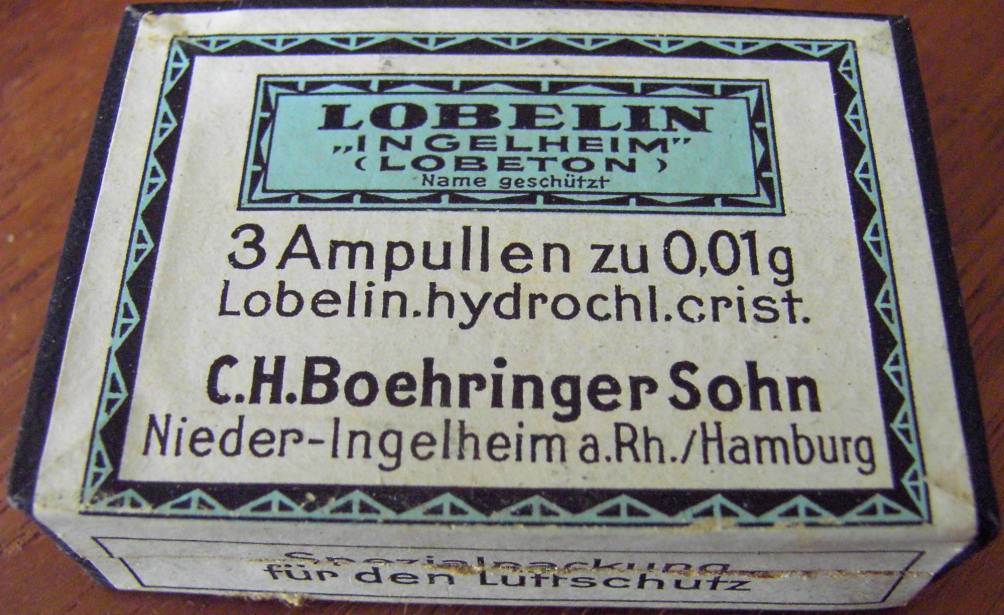 LOBELIN
„INGELHEIM”
(LOBETON)
Name geschützt
3 Ampullen zu 0,01g
Lobelin.hydrochl.crist.
C.H.Boehringer Sohn
Nieder-Ingelheim a.Rh./Hamburg
Spezialpackung
für den Luftschutz